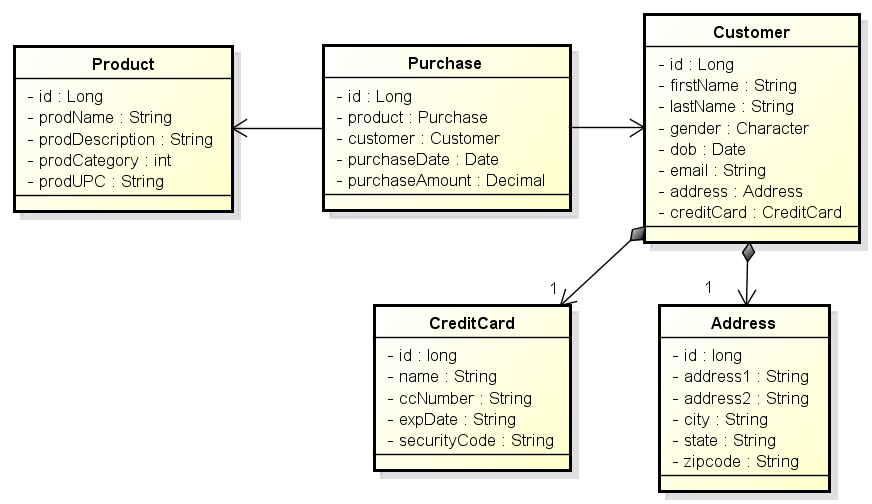 Product
- id : Long
- prodName : String
- prodDescription : String
- prodCategory : int
- prodUPC : String
Purchase
- id : Long
- product : Purchase
- customer : Customer
- purchaseDate : Date
- purchaseAmount : Decimal
Customer
- id : Long
- firstName : String
- lastName : String
- gender : Character
- dob : Date
- email : String
- address : Address
- creditCard : CreditCard
1
CreditCard
- id : long
- name : String
- ccNumber : String
- expDate : String
- securityCode : String
1
Address
- id : long
- address1 : String
- address2 : String
- city : String
- state : String
- zipcode : String